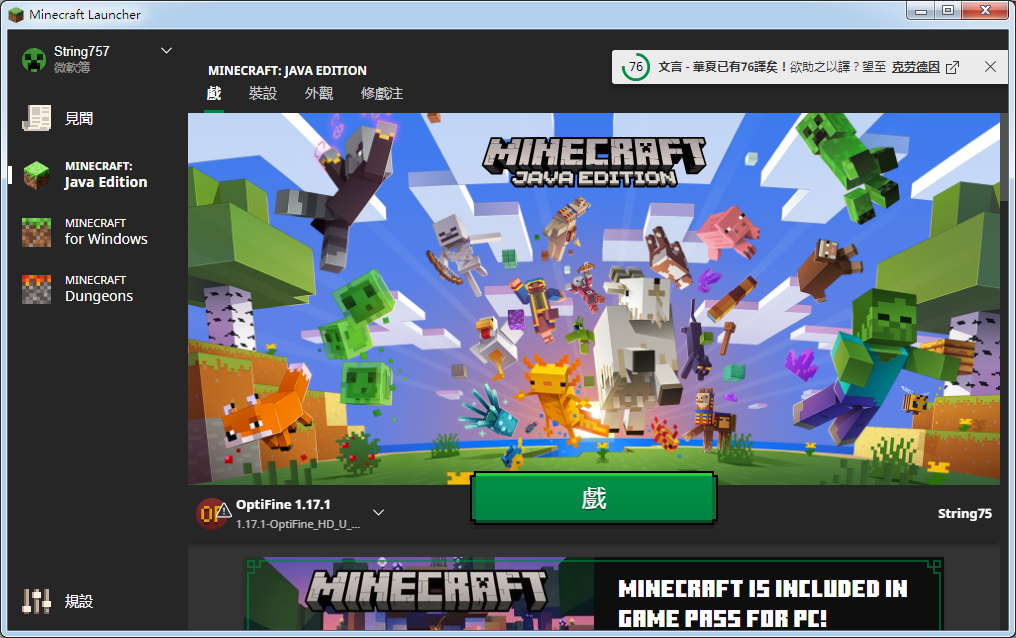 Minecraft Launcher
String757
微軟簿
見聞
MINECRAFT:
Java Edition
MINECRAFT
for Windows
MINECRAFT
Dungeons
規設
MINECRAFT: JAVA EDITION
戲 裝設 外觀 修戲注
76 文言 - 華夏已有76譯矣！欲助之以譯？望至 克劳德因
MINECRAFT
JAVA EDITION
OptiFine 1.17.1
1.17.1-OptiFine_HD_U_...
戲
String75
MINECRAFT
MINECRAFT IS INCLUDED IN
GAME PASS FOR PC!